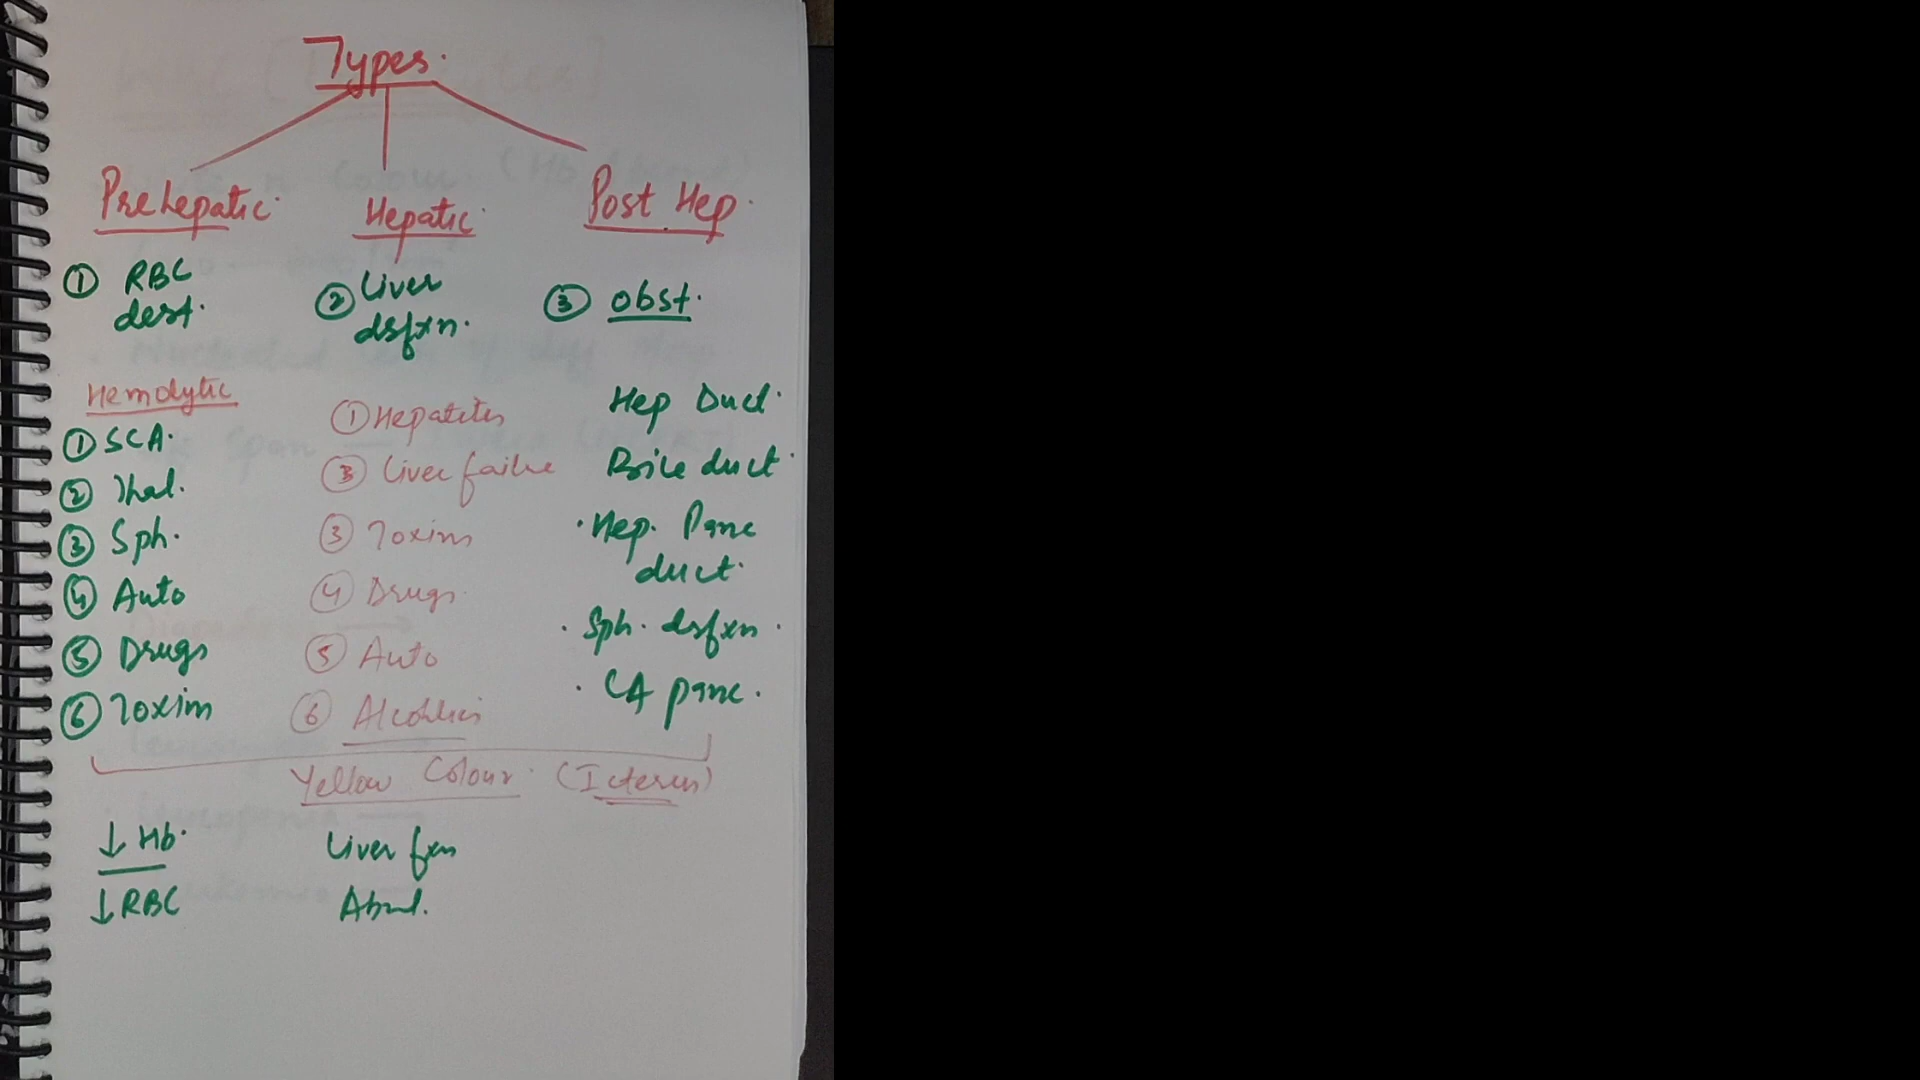 Types.
Prehepatic.
Hepatic.
Post Hep.
① RBC
dest.
② Liver
dsfxn.
③ obst.
Hemolytic
① SCA.
② Thal.
③ Sph.
④ Auto
⑤ Drugs
⑥ Toxins
① Hepatitis
③ Liver failure
③ Toxins
④ Drugs.
⑤ Auto
⑥ Alcoholics
Hep Duct.
Bile duct.
. Hep. Panc
duct.
. Sph. dsfxn.
. CA panc.
Yellow Colour. (Icterus)
↓ Hb.
↓ RBC
Liver fxn
Abnl.